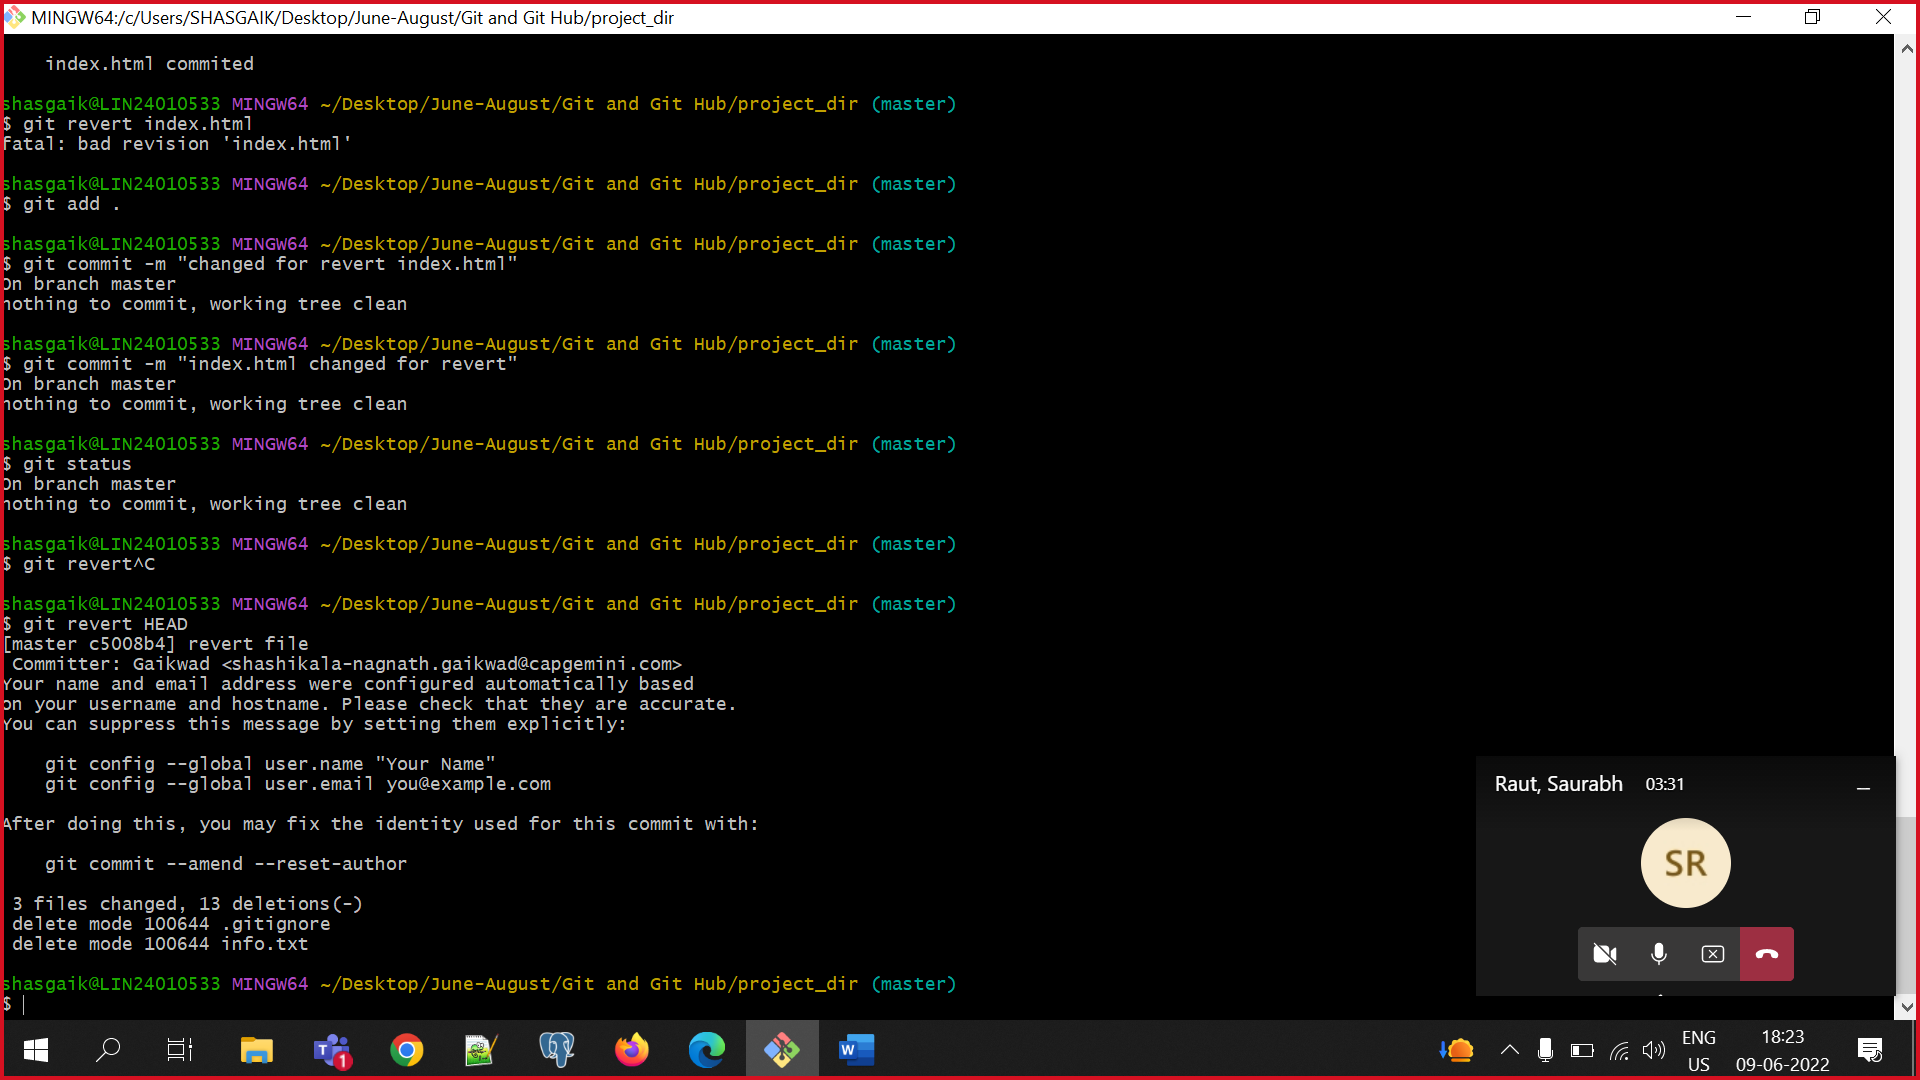 MINGW64:/c/Users/SHASGAIK/Desktop/June-August/Git and Git Hub/project_dir
index.html commited
shasgaik@LIN24010533 MINGW64 ~/Desktop/June-August/Git and Git Hub/project_dir (master)
$ git revert index.html
fatal: bad revision 'index.html'
shasgaik@LIN24010533 MINGW64 ~/Desktop/June-August/Git and Git Hub/project_dir (master)
$ git add .
shasgaik@LIN24010533 MINGW64 ~/Desktop/June-August/Git and Git Hub/project_dir (master)
$ git commit -m "changed for revert index.html"
On branch master
nothing to commit, working tree clean
shasgaik@LIN24010533 MINGW64 ~/Desktop/June-August/Git and Git Hub/project_dir (master)
$ git commit -m "index.html changed for revert"
On branch master
nothing to commit, working tree clean
shasgaik@LIN24010533 MINGW64 ~/Desktop/June-August/Git and Git Hub/project_dir (master)
$ git status
On branch master
nothing to commit, working tree clean
shasgaik@LIN24010533 MINGW64 ~/Desktop/June-August/Git and Git Hub/project_dir (master)
$ git revert^C
shasgaik@LIN24010533 MINGW64 ~/Desktop/June-August/Git and Git Hub/project_dir (master)
$ git revert HEAD
[master c5008b4] revert file
Committer: Gaikwad <shashikala-nagnath.gaikwad@capgemini.com>
Your name and email address were configured automatically based
on your username and hostname. Please check that they are accurate.
You can suppress this message by setting them explicitly:
git config --global user.name "Your Name"
git config --global user.email you@example.com
After doing this, you may fix the identity used for this commit with:
git commit --amend --reset-author
3 files changed, 13 deletions(-)
delete mode 100644 .gitignore
delete mode 100644 info.txt
shasgaik@LIN24010533 MINGW64 ~/Desktop/June-August/Git and Git Hub/project_dir (master)
$
Raut, Saurabh 03:31
SR
T 1
W
ENG
US
18:23
09-06-2022